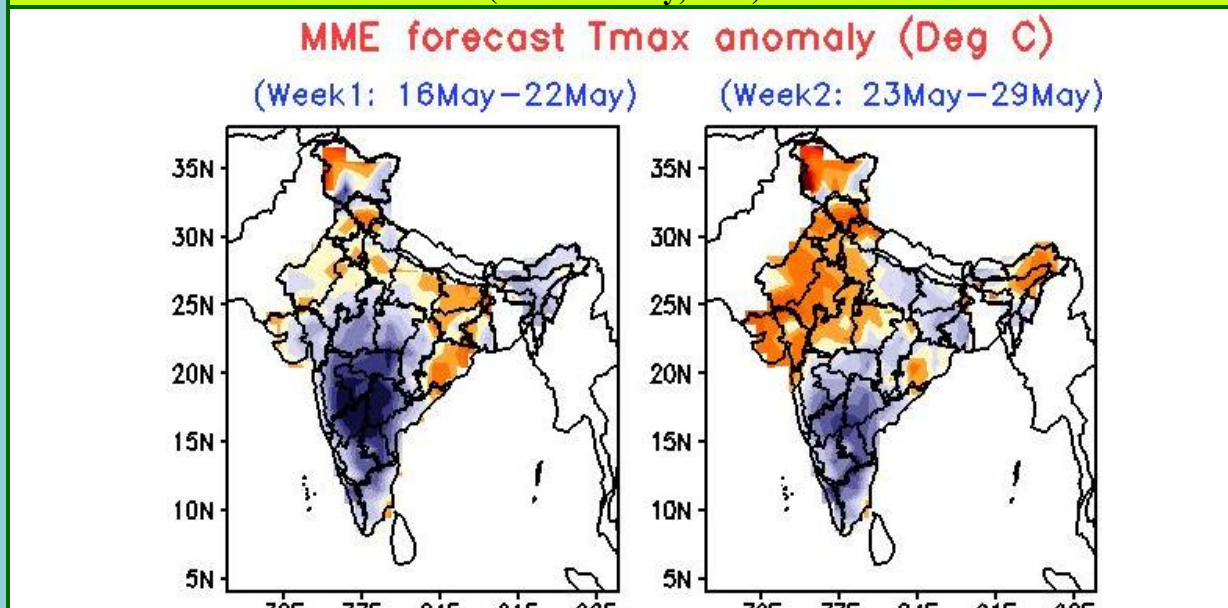 MME forecast Tmax anomaly (Deg C)
(Week1: 16May-22May) (Week2: 23May-29May)
35N 35N
30N 30N
25N 25N
20N 20N
15N 15N
10N 10N
5N 5N